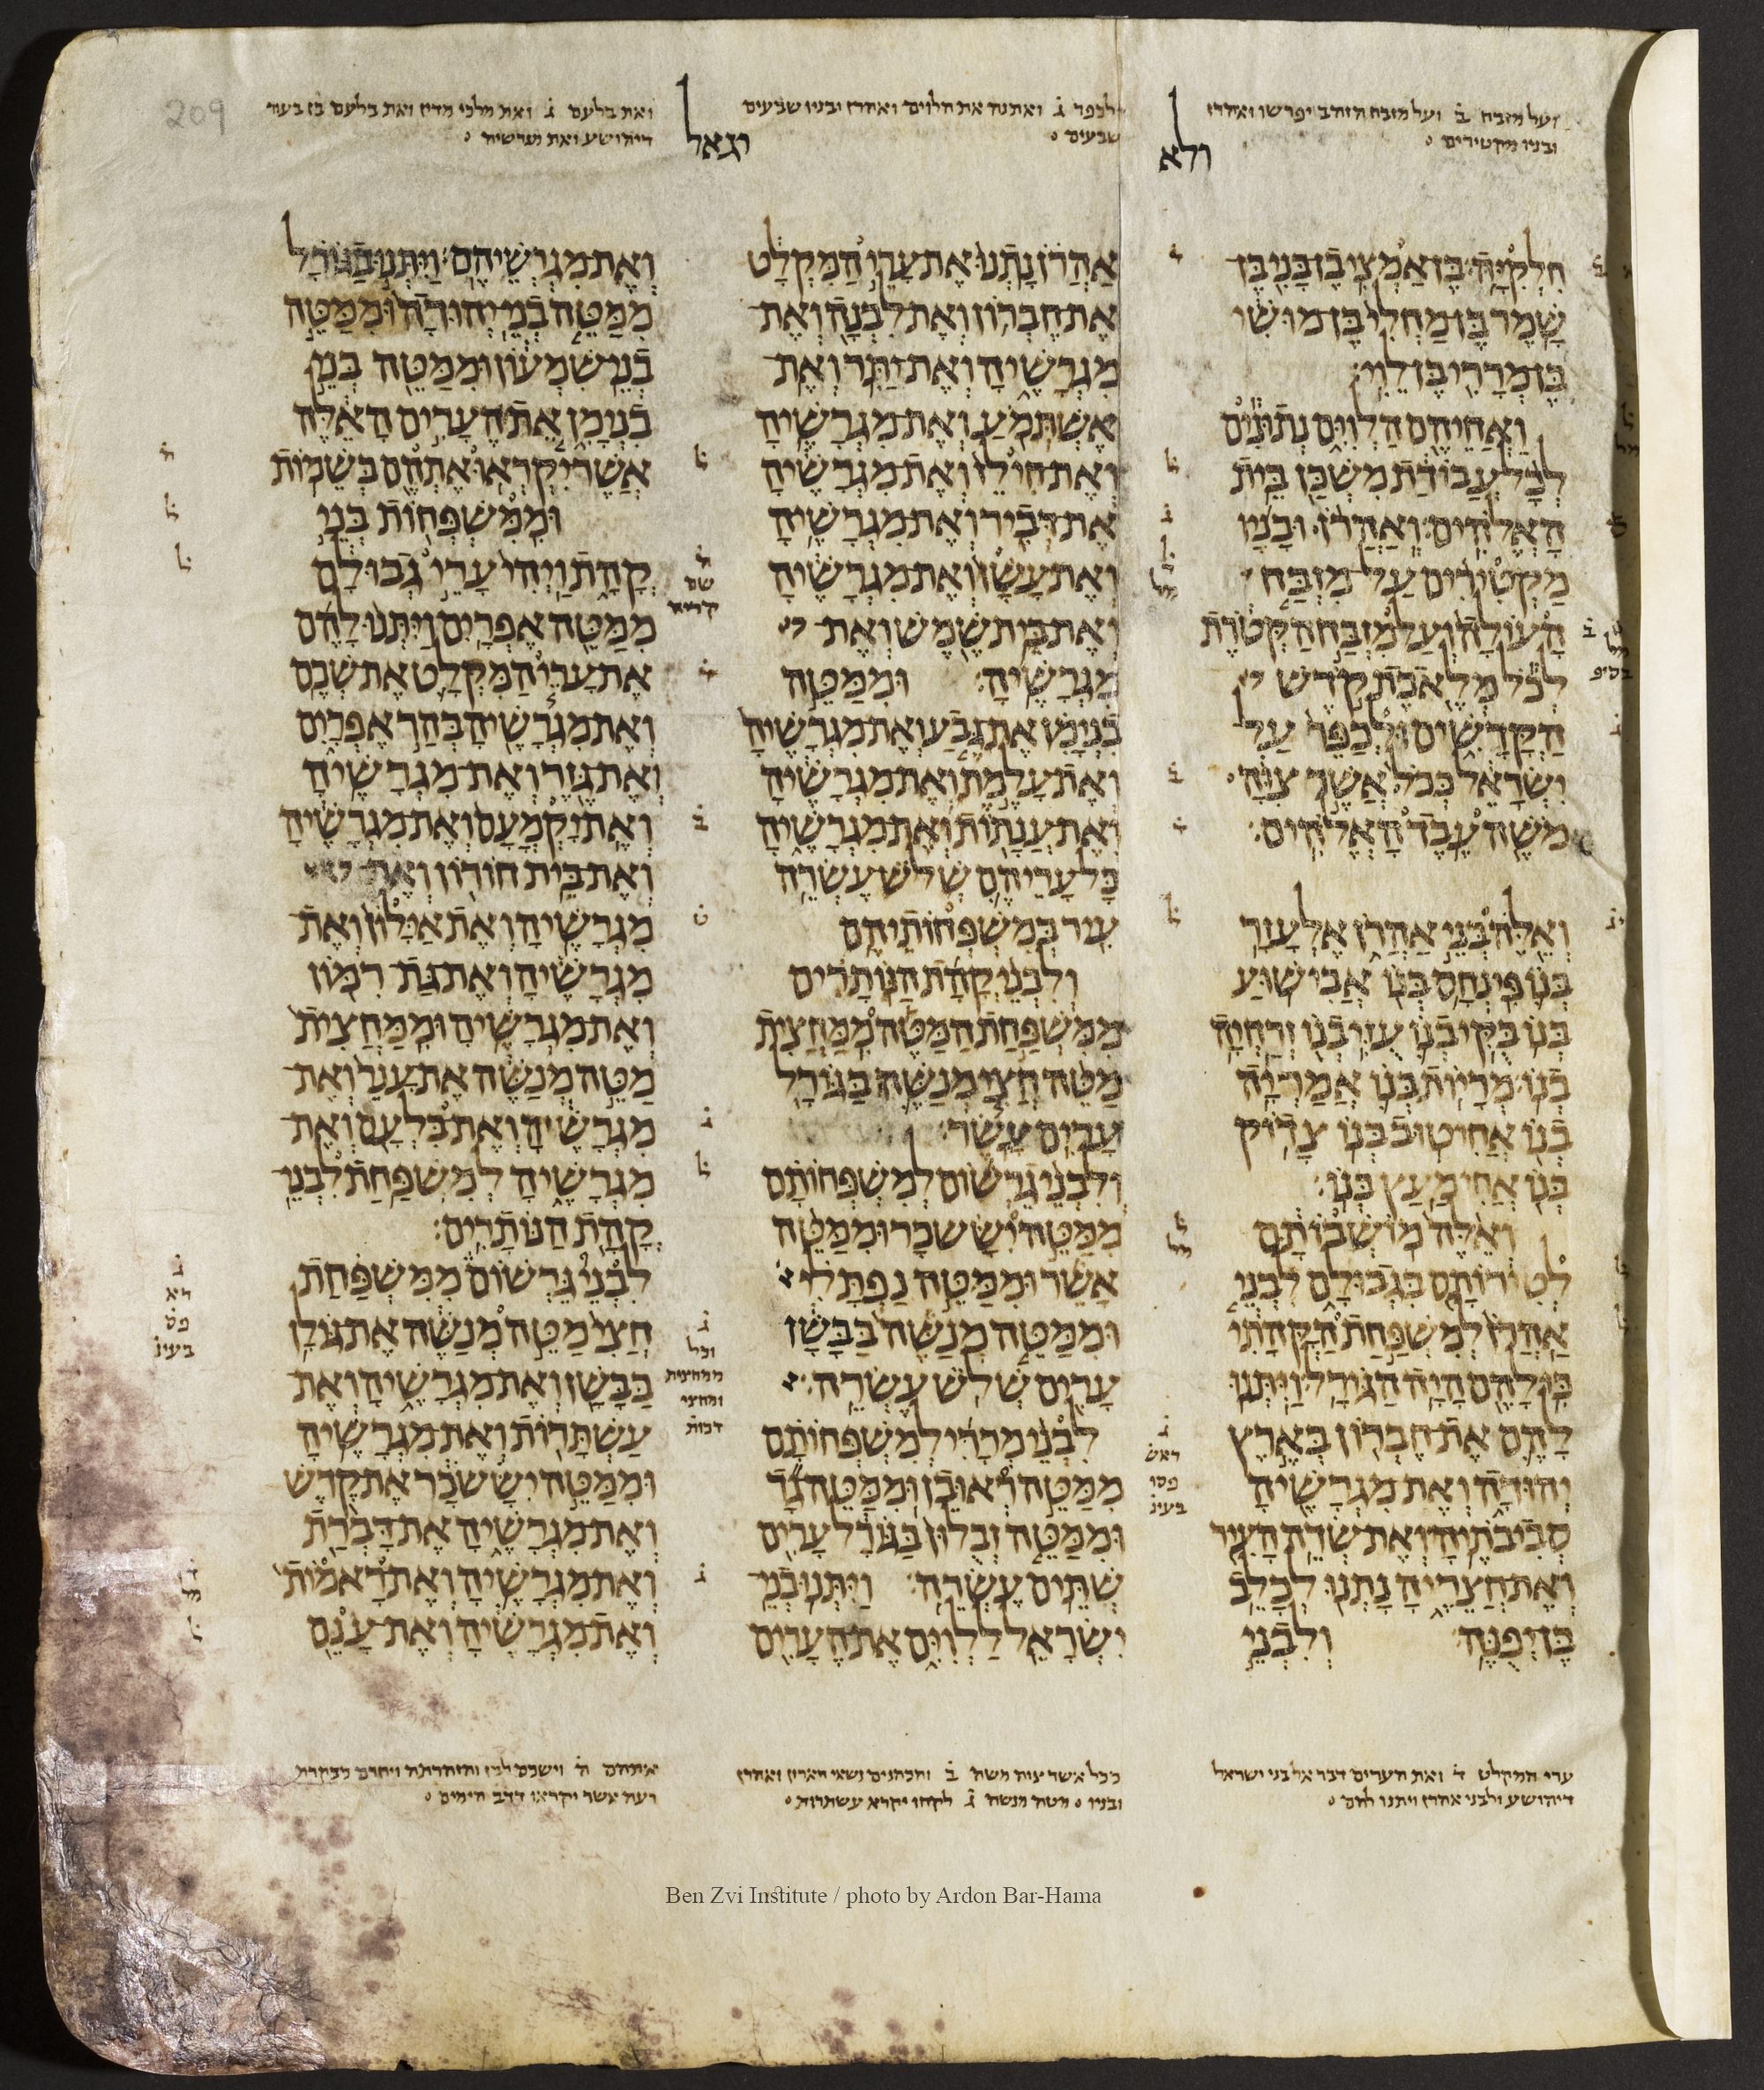 209
ועל מזבח ב ועל מזבח הזהב יפרשו ואהרן
ובניו מקטירים
ולא
ולכפר ג ואתנה את הלוים ואהרן ובניו שבעים
שבעים
ויגאל
ואת בלעם ג ואת מלכי מדין ואת בלעם בן בעור
דיהושע ואת ענר
חלקיה בן אמצי בן בני בן
שמר בן מחלי בן מושי
בן מררי בן לוי
ואחיהם הלוים נתונים
לכל עבודת משכן בית
האלהים ואהרן ובניו
מקטירים על מזבח
העולה ועל מזבח הקטרת
לכל מלאכת קדש
הקדשים ולכפר על
ישראל ככל אשר צוה
משה עבד האלהים
ואלה בני אהרן אלעזר
בנו פינחס בנו אבישוע
בנו בקי בנו עזי בנו זרחיה
בנו מריות בנו אמריה
בנו אחיטוב בנו צדוק
בנו אחימעץ בנו
ואלה מושבותם
לטירותם בגבולם לבני
אהרן למשפחת הקהתי
כי להם היה הגורל ויתנו
להם את חברון בארץ
יהודה ואת מגרשיה
סביבתיה ואת שדה העיר
ואת חצריה נתנו לכלב
בן יפנה ולבני
אהרן נתנו את ערי המקלט
את חברון ואת לבנה ואת
מגרשיה ואת יתר ואת
אשתמע ואת מגרשיה
ואת חילז ואת מגרשיה
את דביר ואת מגרשיה
ואת עשן ואת מגרשיה
ואת בית שמש ואת
מגרשיה וממטה
בנימן את גבע ואת מגרשיה
ואת עלמת ואת מגרשיה
ואת ענתות ואת מגרשיה
כל עריהם שלש עשרה
עיר במשפחותיהם
ולבני קהת הנותרים
ממשפחת המטה ממחצית
מטה חצי מנשה בגורל
ערים עשר
ולבני גרשום למשפחותם
ממטה יששכר וממטה
אשר וממטה נפתלי
וממטה מנשה בבשן
ערים שלש עשרה
לבני מררי למשפחותם
ממטה ראובן וממטה גד
וממטה זבלון בגורל ערים
שתים עשרה ויתנו בני
ישראל ללוים את הערים
ואת מגרשיהם ויתנו בגורל
ממטה בני יהודה וממטה
בני שמעון וממטה בני
בנימן את הערים האלה
אשר יקראו אתהם בשמות
וממשפחות בני
קהת ויהי ערי גבולם
ממטה אפרים ויתנו להם
את ערי המקלט את שכם
ואת מגרשיה בהר אפרים
ואת גזר ואת מגרשיה
ואת יקמעם ואת מגרשיה
ואת בית חורון ואת
מגרשיה ואת אילון ואת
מגרשיה ואת גת רמון
ואת מגרשיה וממחצית
מטה מנשה את ענר ואת
מגרשיה ואת בלעם ואת
מגרשיה למשפחת לבני
קהת הנותרים
לבני גרשום ממשפחת
חצי מטה מנשה את גולן
בבשן ואת מגרשיה ואת
עשתרות ואת מגרשיה
וממטה יששכר את קדש
ואת מגרשיה את דברת
ואת מגרשיה ואת ראמות
ואת מגרשיה ואת ענם
ערי המקלט ד ואת הערים דבר אל בני ישראל
דיהושע ולבני אהרן ויתנו להם
ככל אשר צוה משה ב והכהנים נשאי הארון ואהרן
ובניו מטה מנשה ג לקחו יקרא עשתרות
אתהם ה וישכם לבן והזהרתה ויחרם כבקרת
ועת אשר יקראו דדב הימים
Ben Zvi Institute / photo by Ardon Bar-Hama